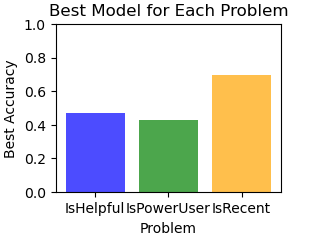 Best Model for Each Problem
1.0
0.8
0.6
0.4
0.2
0.0
Best Accuracy
IsHelpful IsPowerUser IsRecent
Problem